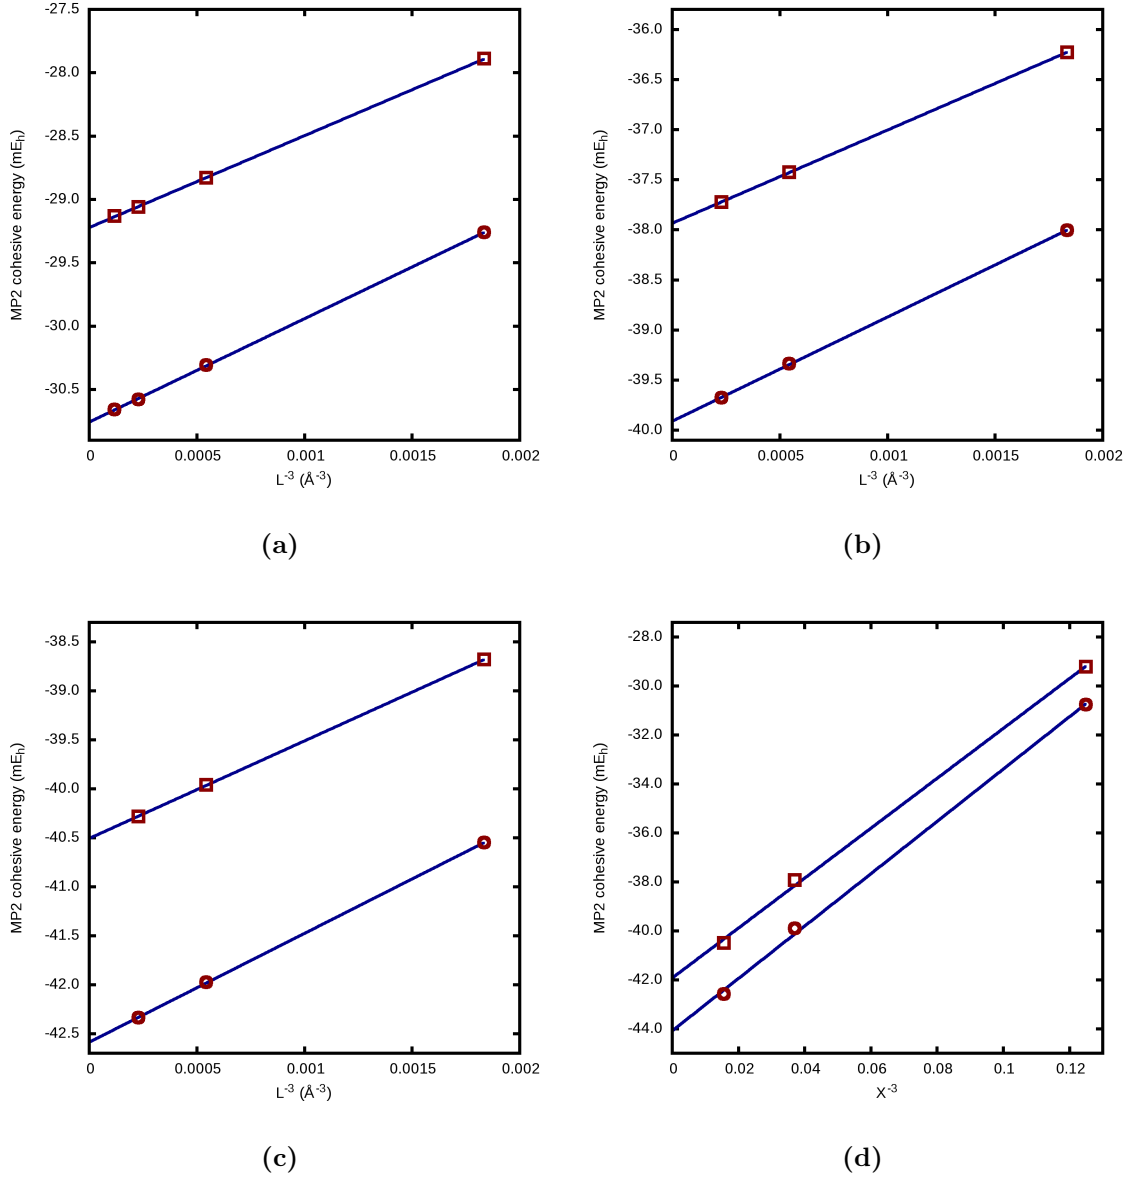 -27.5
-28.0
-28.5
-29.0
-29.5
-30.0
-30.5
MP2 cohesive energy (mEh)
0 0.0005 0.001 0.0015 0.002
L-3 (Å-3)
(a)
-36.0
-36.5
-37.0
-37.5
-38.0
-38.5
-39.0
-39.5
-40.0
MP2 cohesive energy (mEh)
0 0.0005 0.001 0.0015 0.002
L-3 (Å-3)
(b)
-38.5
-39.0
-39.5
-40.0
-40.5
-41.0
-41.5
-42.0
-42.5
MP2 cohesive energy (mEh)
0 0.0005 0.001 0.0015 0.002
L-3 (Å-3)
(c)
-28.0
-30.0
-32.0
-34.0
-36.0
-38.0
-40.0
-42.0
-44.0
MP2 cohesive energy (mEh)
0 0.02 0.04 0.06 0.08 0.1 0.12
X-3
(d)